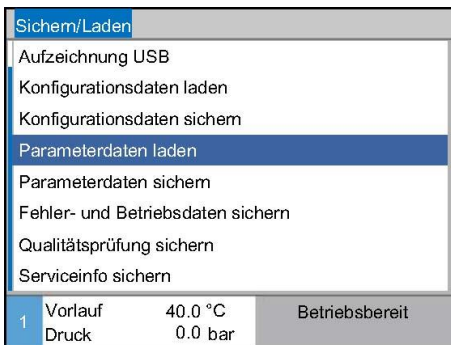 Sichern/Laden
Aufzeichnung USB
Konfigurationsdaten laden
Konfigurationsdaten sichern
Parameterdaten laden
Parameterdaten sichern
Fehler- und Betriebsdaten sichern
Qualitätsprüfung sichern
Serviceinfo sichern
1 Vorlauf 40.0 °C Betriebsbereit
Druck 0.0 bar